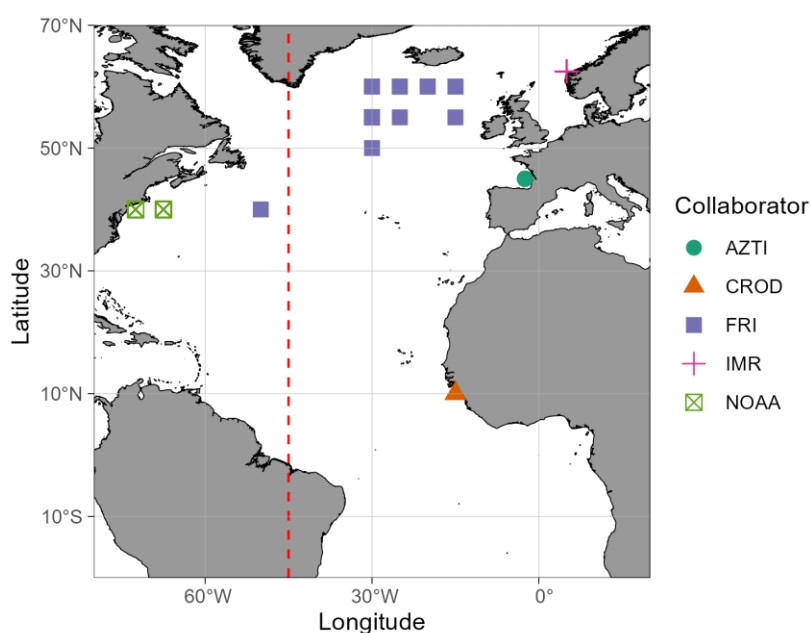 70°N
50°N
30°N
10°N
10°S
Latitude
60°W
30°W
0°
Longitude
Collaborator
AZTI
CROD
FRI
IMR
NOAA